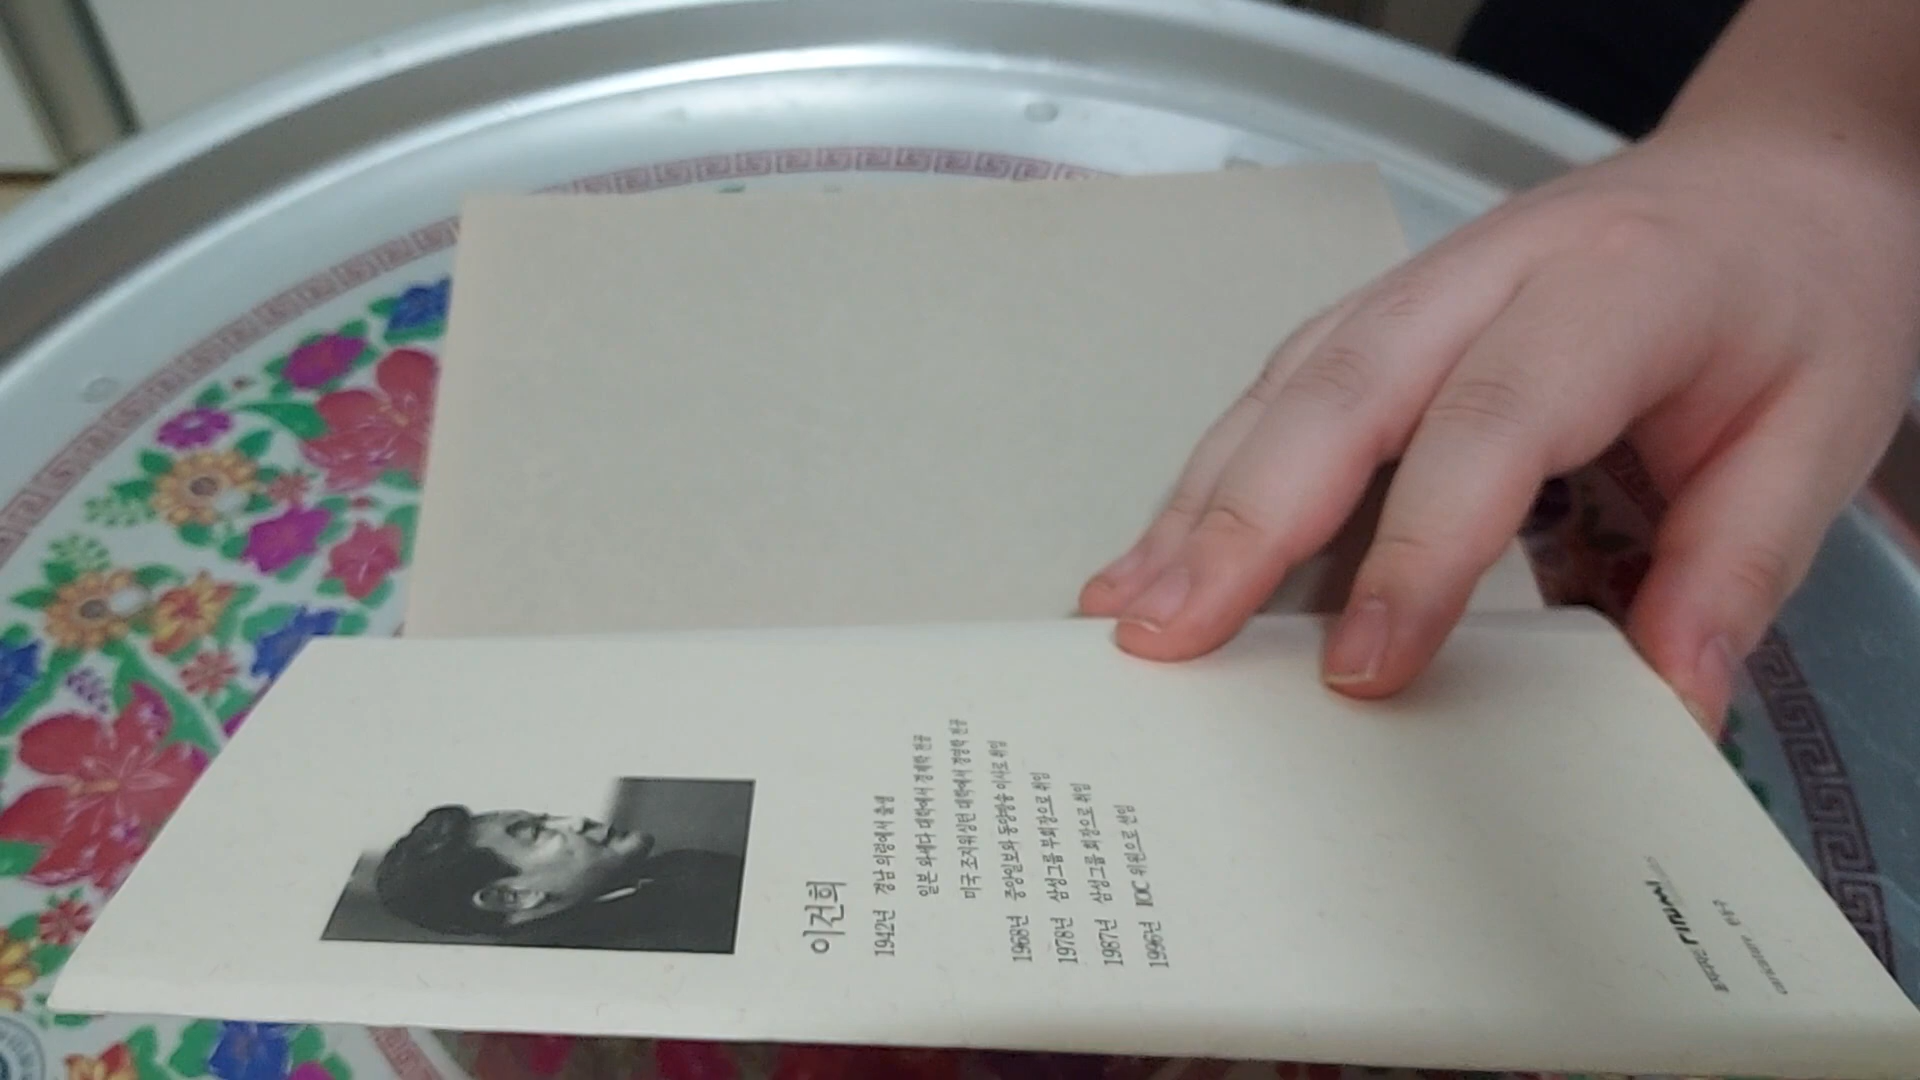 이건희
1942년 경남 의령에서 출생
일본 와세다 대학에서 경제학 전공
미국 조지워싱턴 대학에서 경영학 전공
1968년 중앙일보와 동양방송 이사로 취임
1978년 삼성그룹 부회장으로 취임
1987년 삼성그룹 회장으로 취임
1996년 IOC 위원으로 선임